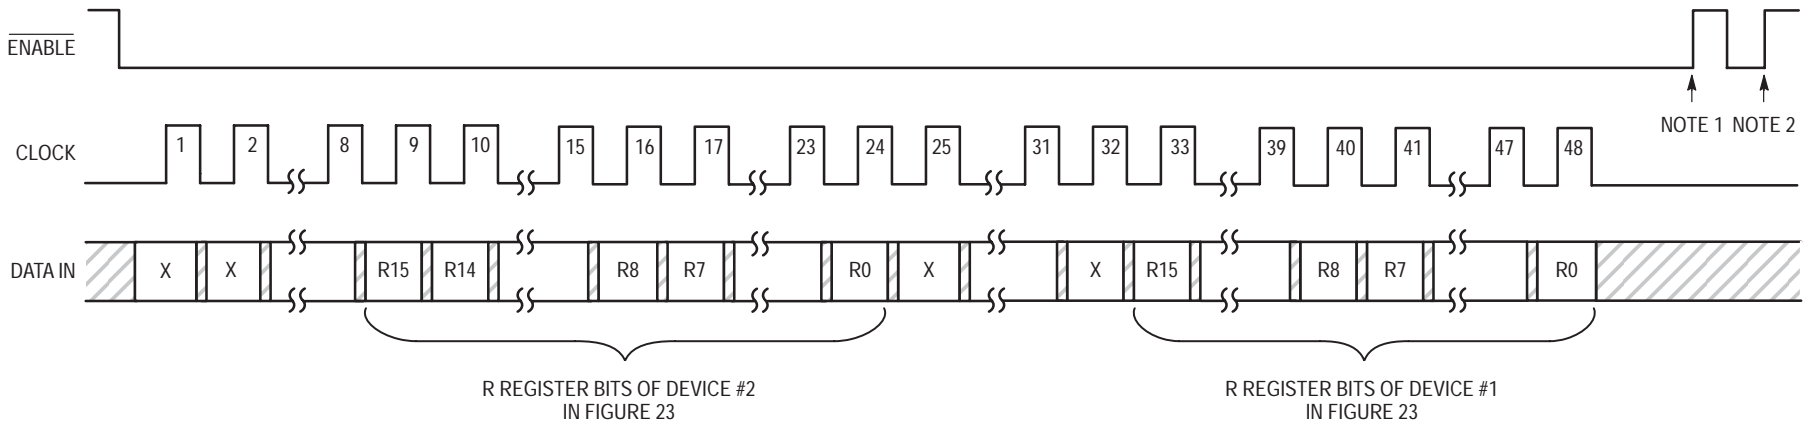 ENABLE
NOTE 1 NOTE 2
CLOCK 1 2 8 9 10 15 16 17 23 24 25 31 32 33 39 40 41 47 48
DATA IN X X R15 R14 R8 R7 R0 X X R15 R8 R7 R0
R REGISTER BITS OF DEVICE #2
IN FIGURE 23
R REGISTER BITS OF DEVICE #1
IN FIGURE 23